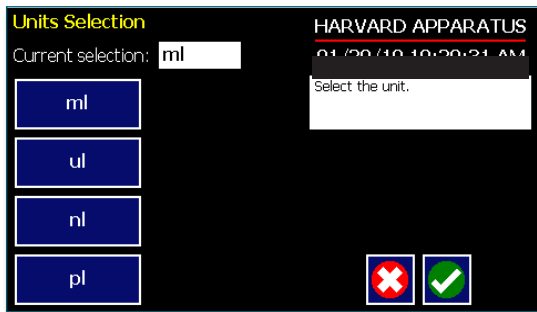 Units Selection
HARVARD APPARATUS
Current selection: ml
Select the unit.
ml
ul
nl
pl